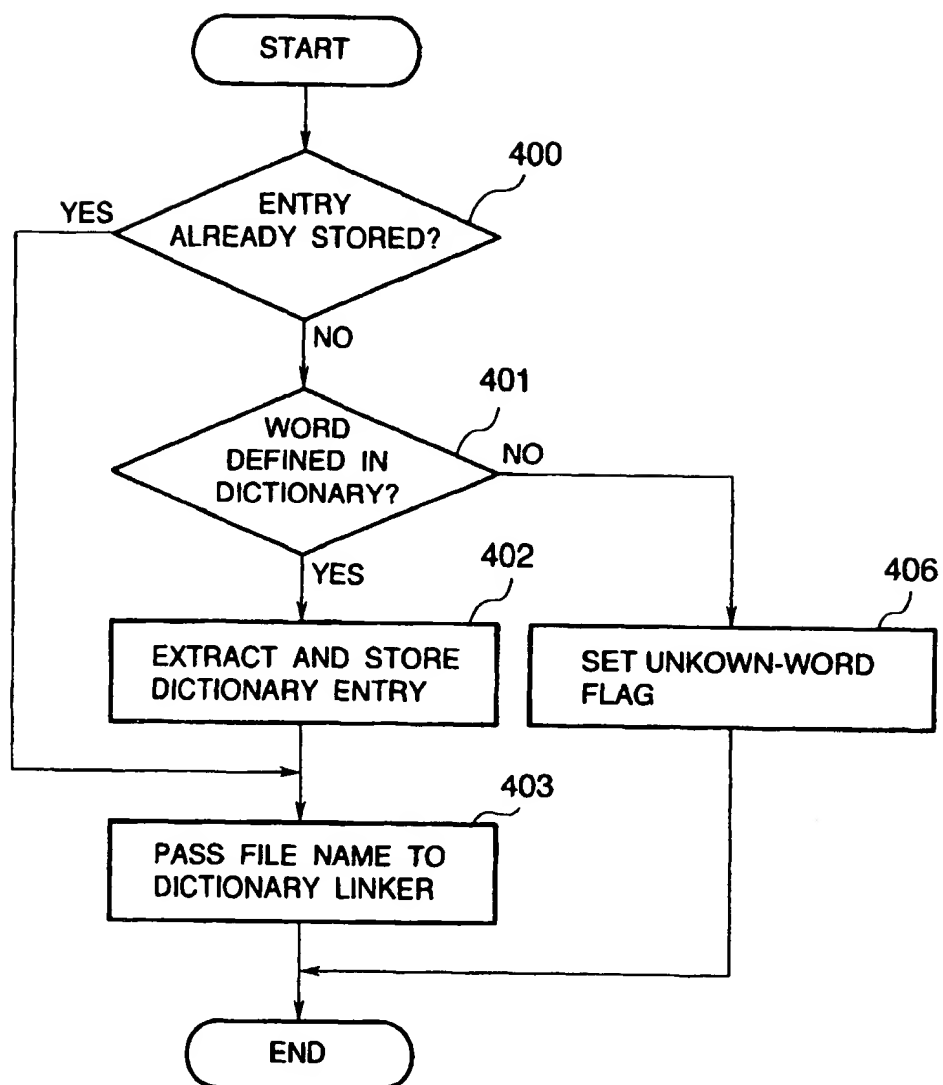 START
400
ENTRY
ALREADY STORED?
YES
NO
401
WORD
DEFINED IN
DICTIONARY?
NO
YES
402
EXTRACT AND STORE
DICTIONARY ENTRY
406
SET UNKOWN-WORD
FLAG
403
PASS FILE NAME TO
DICTIONARY LINKER
END